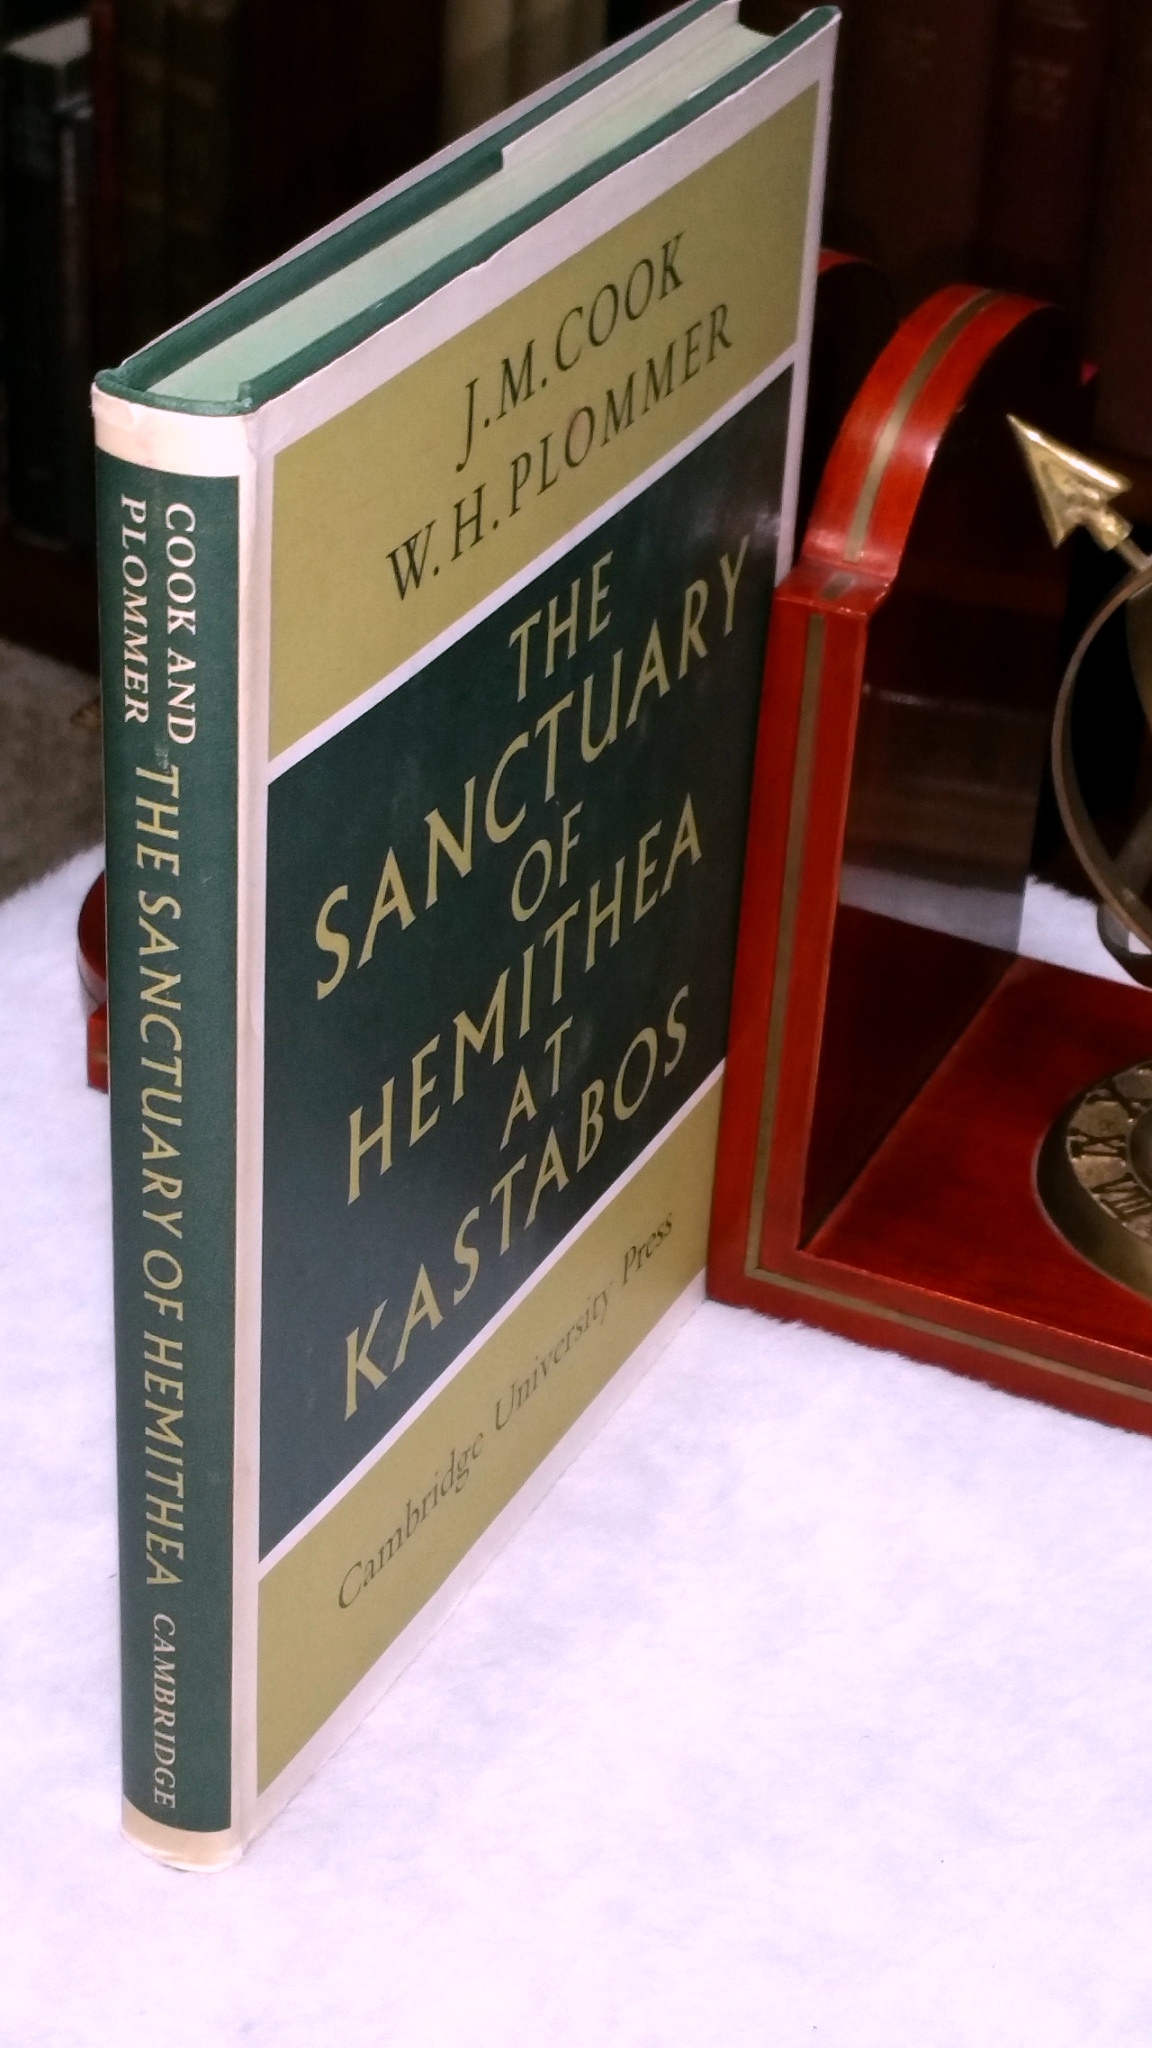 J.M. COOK
W. H. PLOMMER
THE
SANCTUARY
OF
HEMITHEA
AT
KASTABOS
Cambridge University Press
COOK AND
PLOMMER
THE SANCTUARY OF HEMITHEA
CAMBRIDGE